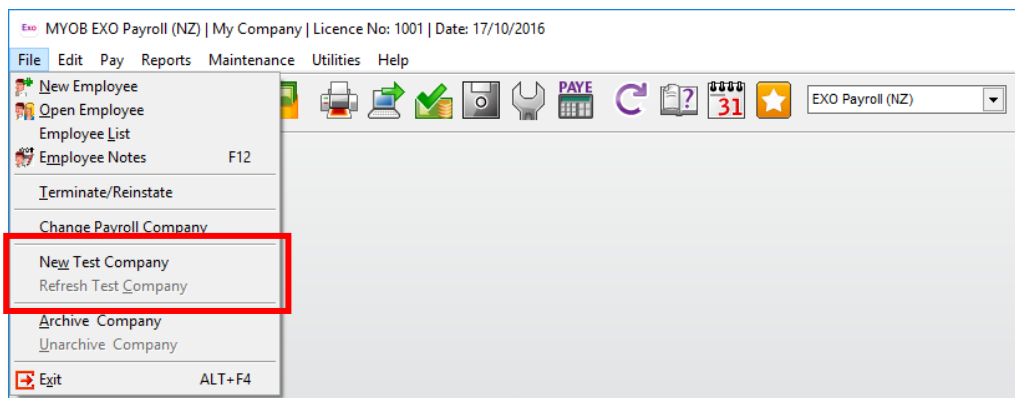 Exo MYOB EXO Payroll (NZ) | My Company | Licence No: 1001 | Date: 17/10/2016
File Edit Pay Reports Maintenance Utilities Help
PAYE
31
EXO Payroll (NZ)
New Employee
Open Employee
Employee List
Employee Notes F12
Terminate/Reinstate
Change Payroll Company
New Test Company
Refresh Test Company
Archive Company
Unarchive Company
Exit ALT+F4